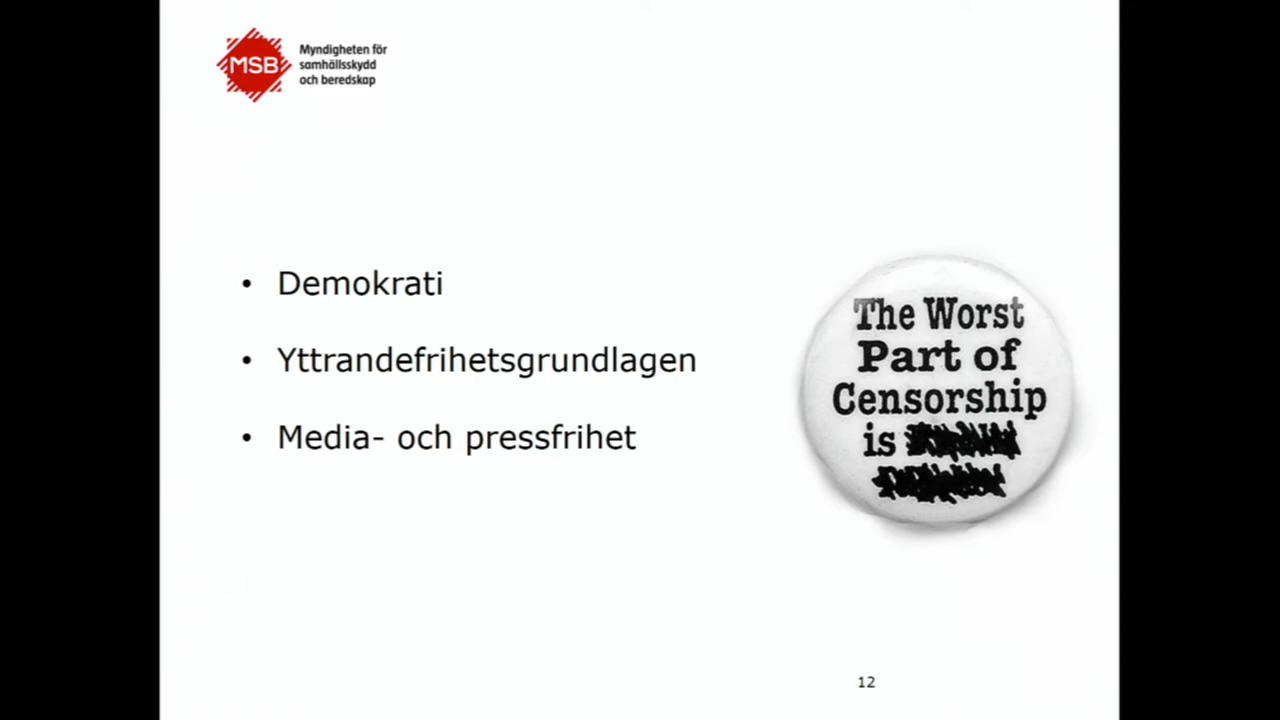 MSB
Myndigheten för
samhällsskydd
och beredskap
• Demokrati
• Yttrandefrihetsgrundlagen
• Media- och pressfrihet
The Worst
Part of
Censorship
is
12